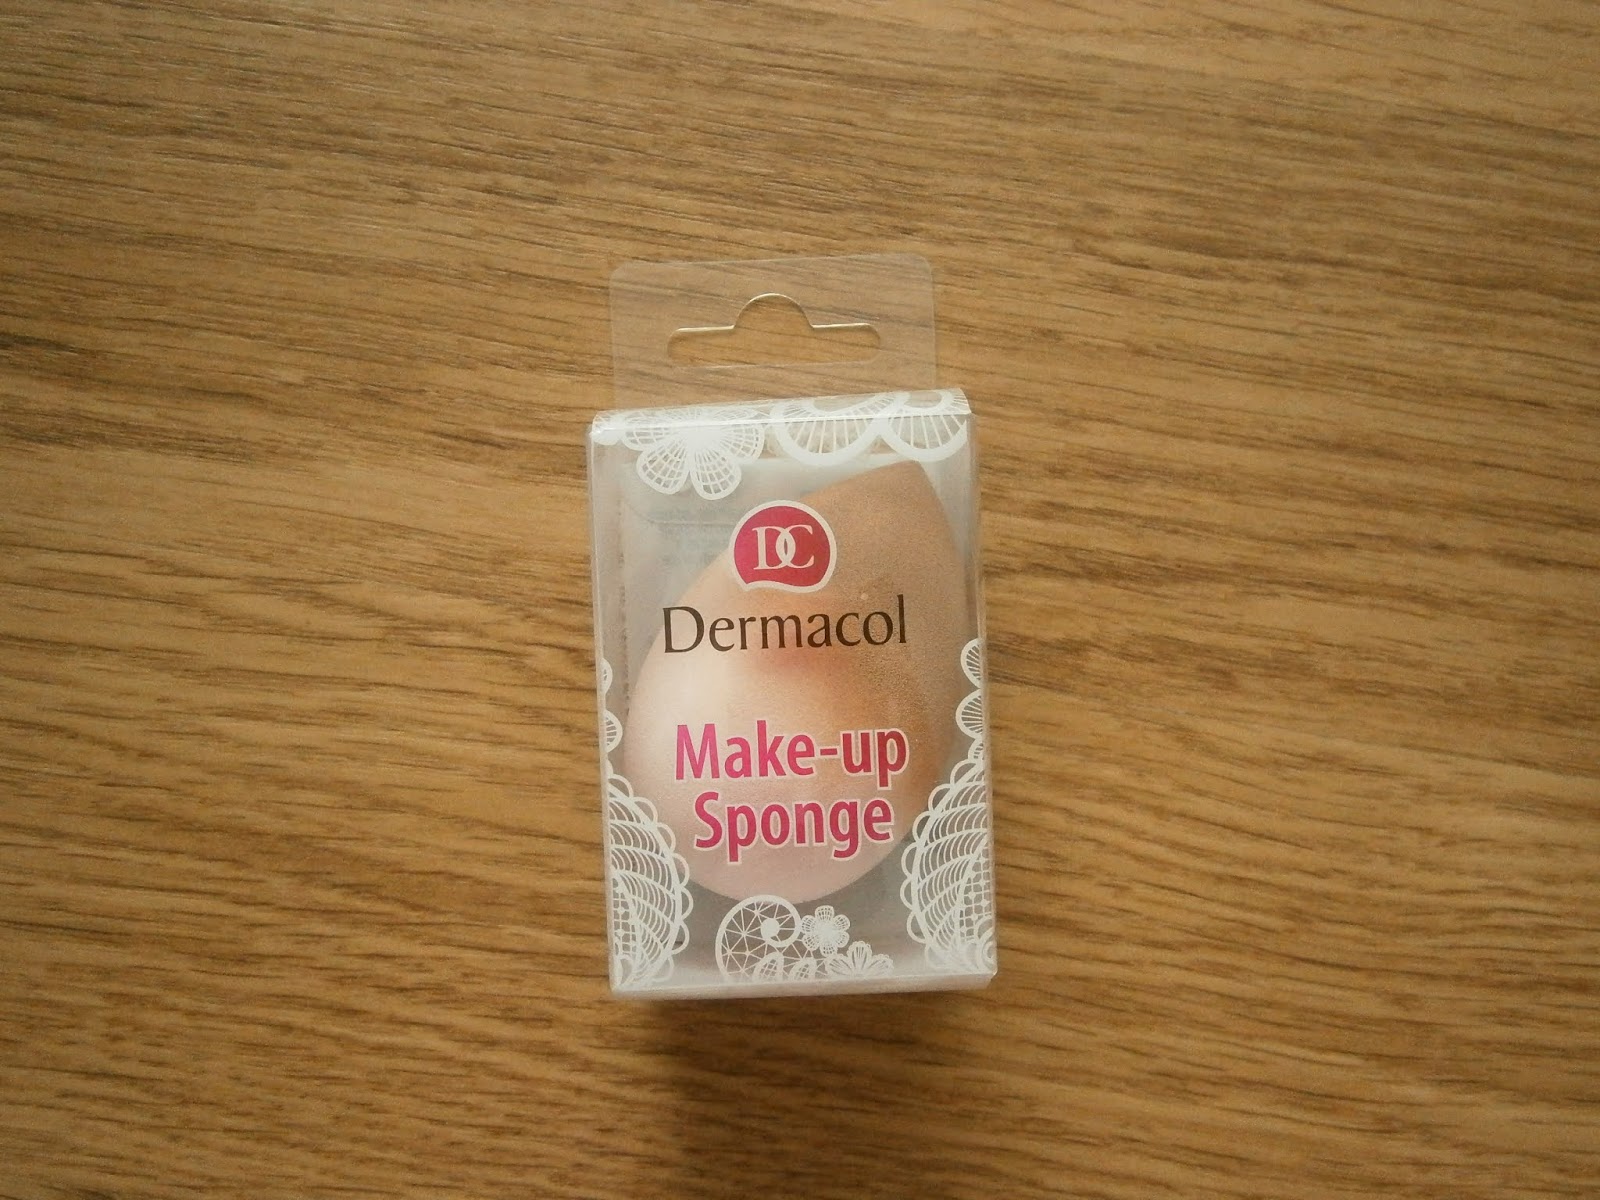 DC
Dermacol
Make-up
Sponge